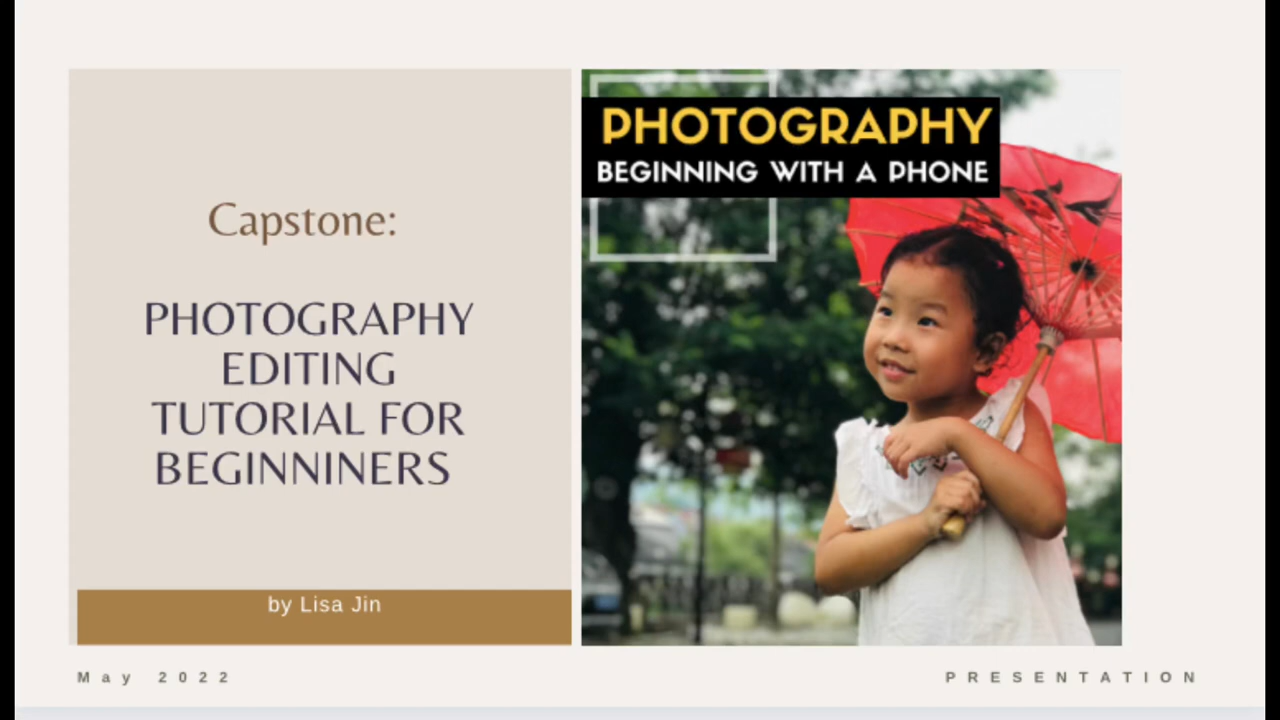 Capstone:
PHOTOGRAPHY
EDITING
TUTORIAL FOR
BEGINNINERS
by Lisa Jin
PHOTOGRAPHY
BEGINNING WITH A PHONE
May 2022
PRESENTATION